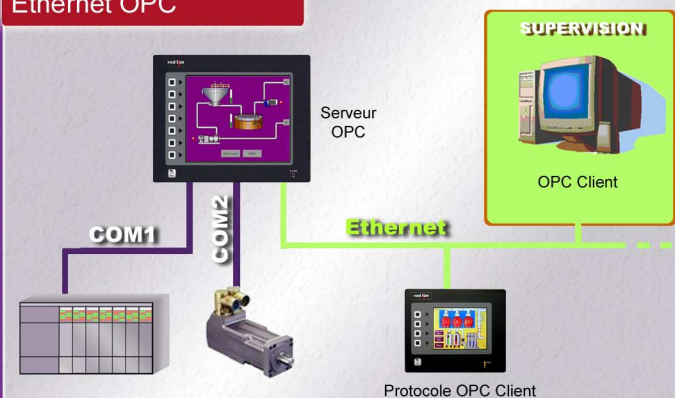 Ethernet OPC
SUPERVISION
red lion
Serveur
OPC
OPC Client
COM1
COM2
Ethernet
red lion
Protocole OPC Client